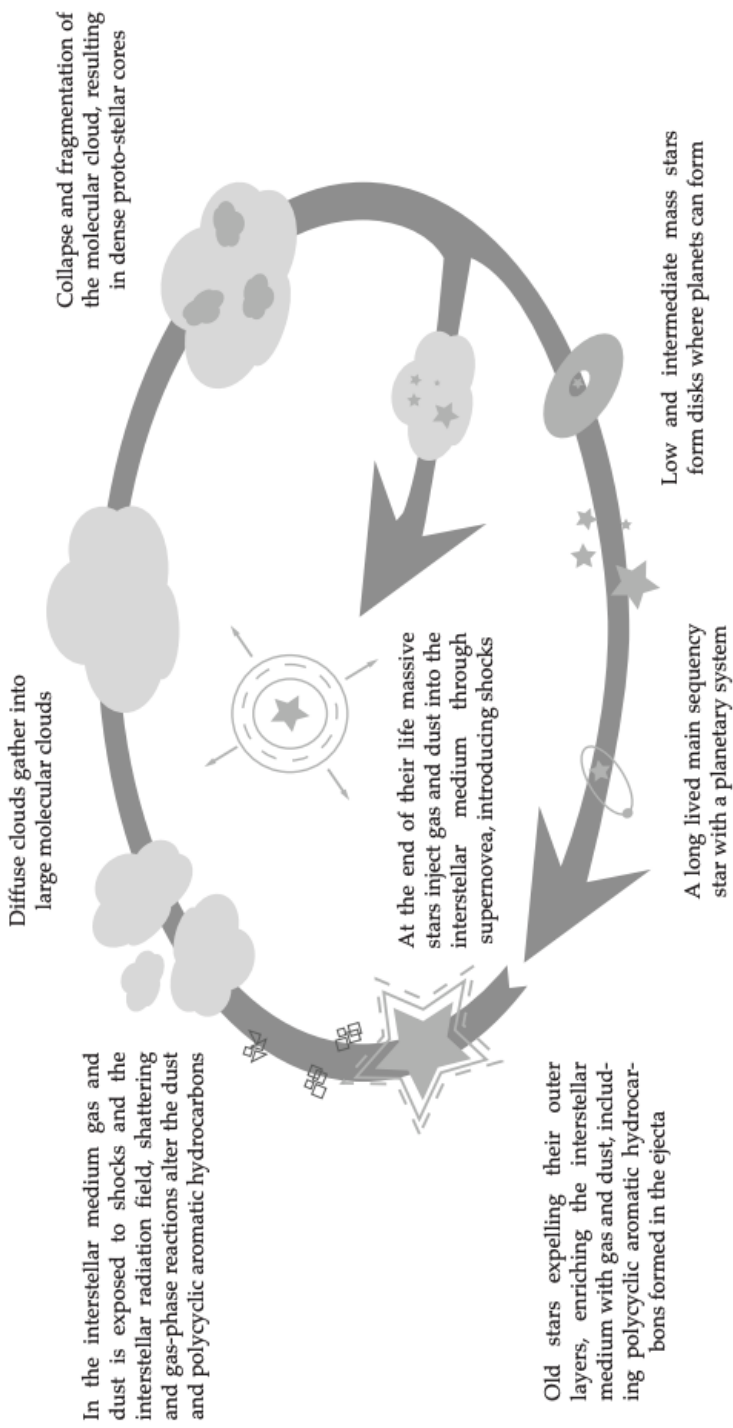 In the interstellar medium gas and
dust is exposed to shocks and the
interstellar radiation field, shattering
and gas-phase reactions alter the dust
and polycyclic aromatic hydrocarbons
Diffuse clouds gather into
large molecular clouds
Collapse and fragmentation of
the molecular cloud, resulting
in dense proto-stellar cores
At the end of their life massive
stars inject gas and dust into the
interstellar medium through
supernovea, introducing shocks
Old stars expelling their outer
layers, enriching the interstellar
medium with gas and dust, includ-
ing polycyclic aromatic hydrocar-
bons formed in the ejecta
A long lived main sequency
star with a planetary system
Low and intermediate mass stars
form disks where planets can form